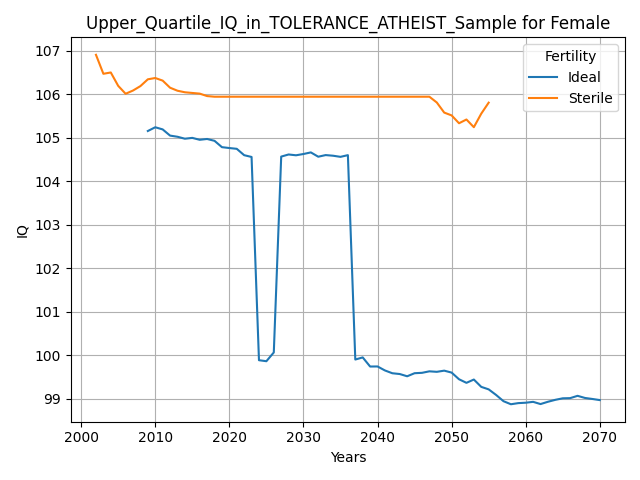 Upper_Quartile_IQ_in_TOLERANCE_ATHEIST_Sample for Female
Fertility
Ideal
Sterile
IQ
107
106
105
104
103
102
101
100
99
2000 2010 2020 2030 2040 2050 2060 2070
Years